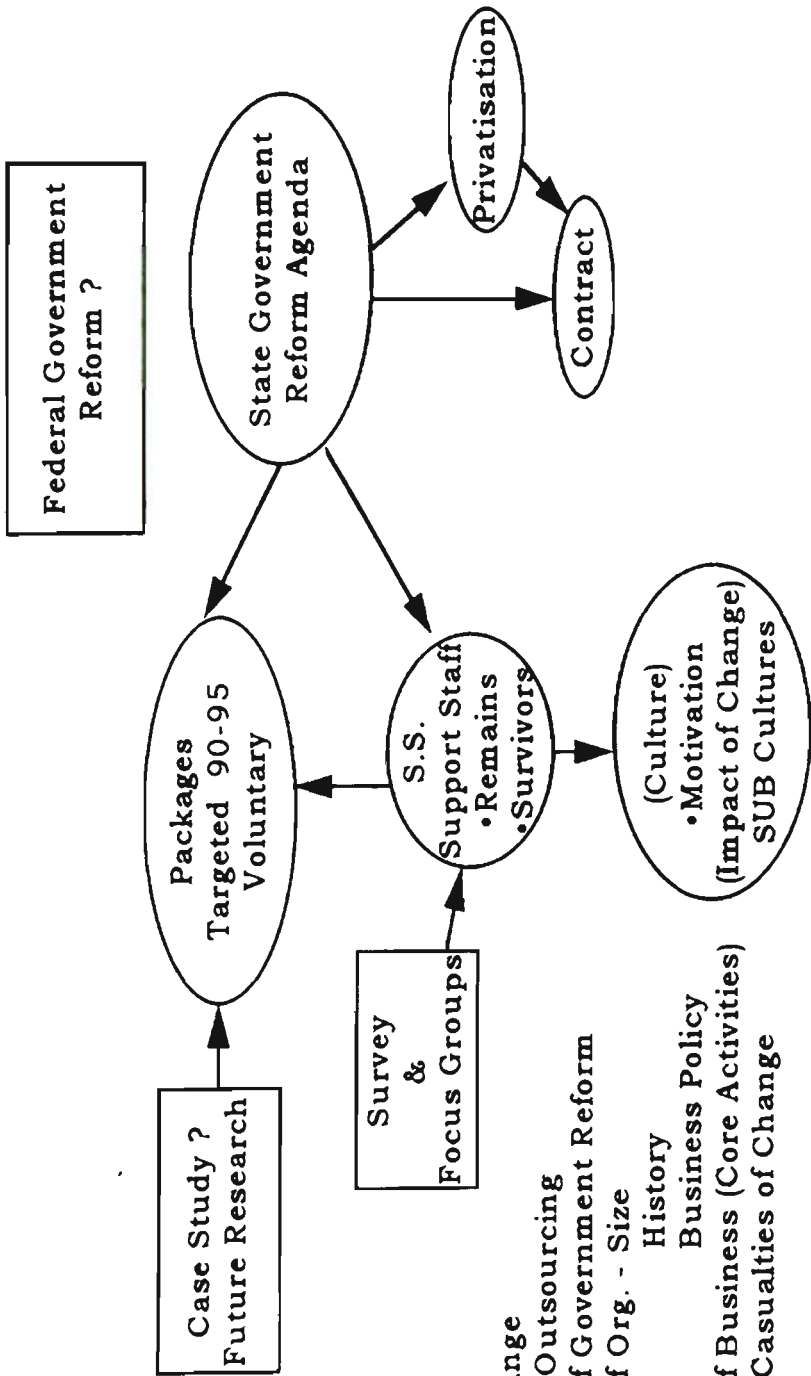 Federal Government
Reform ?
State Government
Reform Agenda
Privatisation
Contract
Packages
Targeted 90-95
Voluntary
S.S.
Support Staff
•Remains
•Survivors
(Culture)
•Motivation
(Impact of Change)
SUB Cultures
Case Study ?
Future Research
Survey
&
Focus Groups
nge
Outsourcing
f Government Reform
f Org. - Size
History
Business Policy
f Business (Core Activities)
Casualties of Change